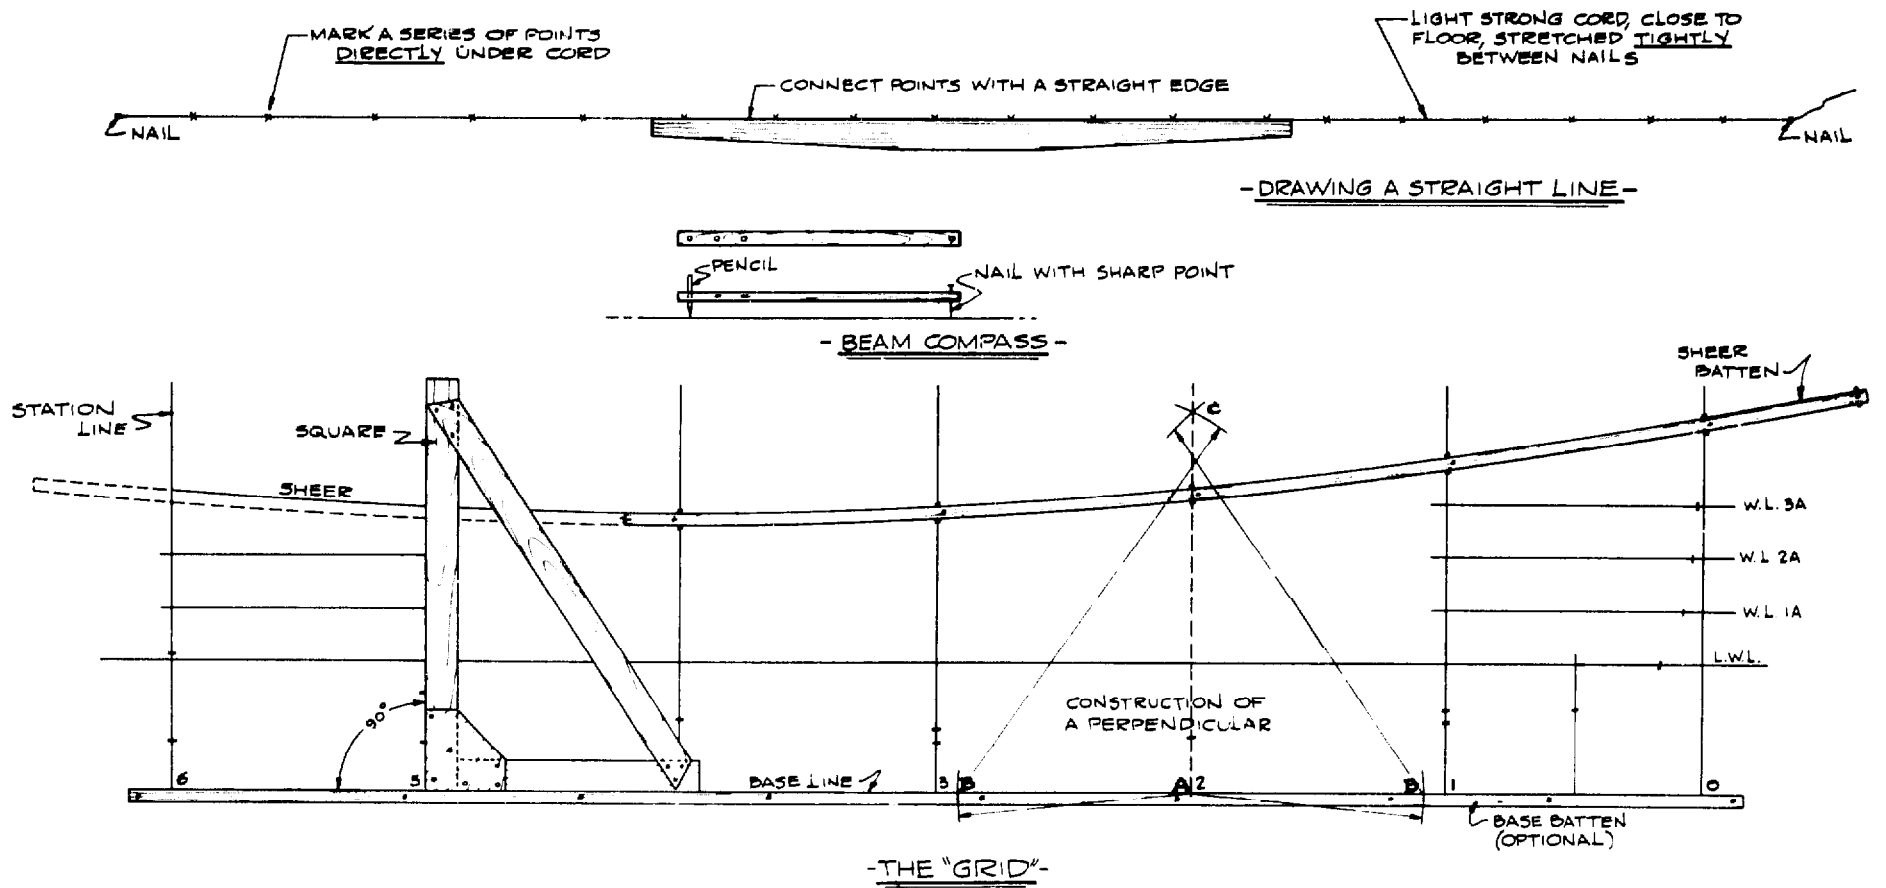 MARK A SERIES OF POINTS
DIRECTLY UNDER CORD
LIGHT STRONG CORD, CLOSE TO
FLOOR, STRETCHED TIGHTLY
BETWEEN NAILS
CONNECT POINTS WITH A STRAIGHT EDGE
NAIL
NAIL
-DRAWING A STRAIGHT LINE-
PENCIL
NAIL WITH SHARP POINT
-BEAM COMPASS-
SHEER
BATTEN
STATION
LINE
SQUARE
C
SHEER
W.L. 3A
W.L. 2A
W.L. 1A
L.W.L.
CONSTRUCTION OF
A PERPENDICULAR
90°
6
5
BASE LINE
3
B
A
2
B
1
0
BASE BATTEN
(OPTIONAL)
-THE "GRID"-